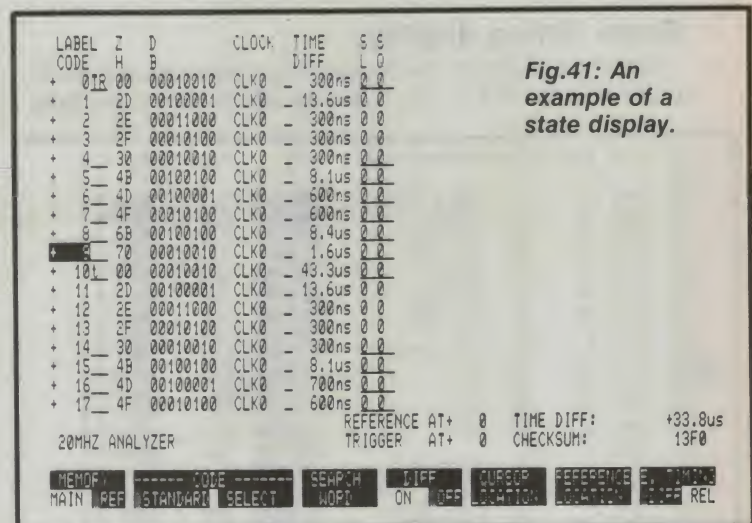 LABEL Z D CLOCK TIME S S
CODE H B DIFF L Q
+ 0TR 00 00010010 CLK0 _ 300ns 0 0
+ 1 2D 00100001 CLK0 _ 13.6us 0 0
+ 2 2E 00011000 CLK0 _ 300ns 0 0
+ 3 2F 00010100 CLK0 _ 300ns 0 0
+ 4 30 00010010 CLK0 _ 300ns 0 0
+ 5 4B 00100100 CLK0 _ 8.1us 0 0
+ 6 4D 00100001 CLK0 _ 600ns 0 0
+ 7 4F 00010100 CLK0 _ 600ns 0 0
+ 8 6B 00100100 CLK0 _ 8.4us 0 0
+ 9 70 00010010 CLK0 _ 1.6us 0 0
+ 10t 00 00010010 CLK0 _ 43.3us 0 0
+ 11 2D 00100001 CLK0 _ 13.6us 0 0
+ 12 2E 00011000 CLK0 _ 300ns 0 0
+ 13 2F 00010100 CLK0 _ 300ns 0 0
+ 14 30 00010010 CLK0 _ 300ns 0 0
+ 15 4B 00100100 CLK0 _ 8.1us 0 0
+ 16 4D 00100001 CLK0 _ 700ns 0 0
+ 17 4F 00010100 CLK0 _ 600ns 0 0
REFERENCE AT+ 0 TIME DIFF: +33.8us
20MHZ ANALYZER TRIGGER AT+ 0 CHECKSUM: 13F0
MEMORY ------ CODE ------- SEARCH DIFF CURSOR REFERENCE E. TIMING
MAIN REF STANDARD SELECT WORD ON OFF LOCATION LOCATION DIFF REL
Fig.41: An
example of a
state display.